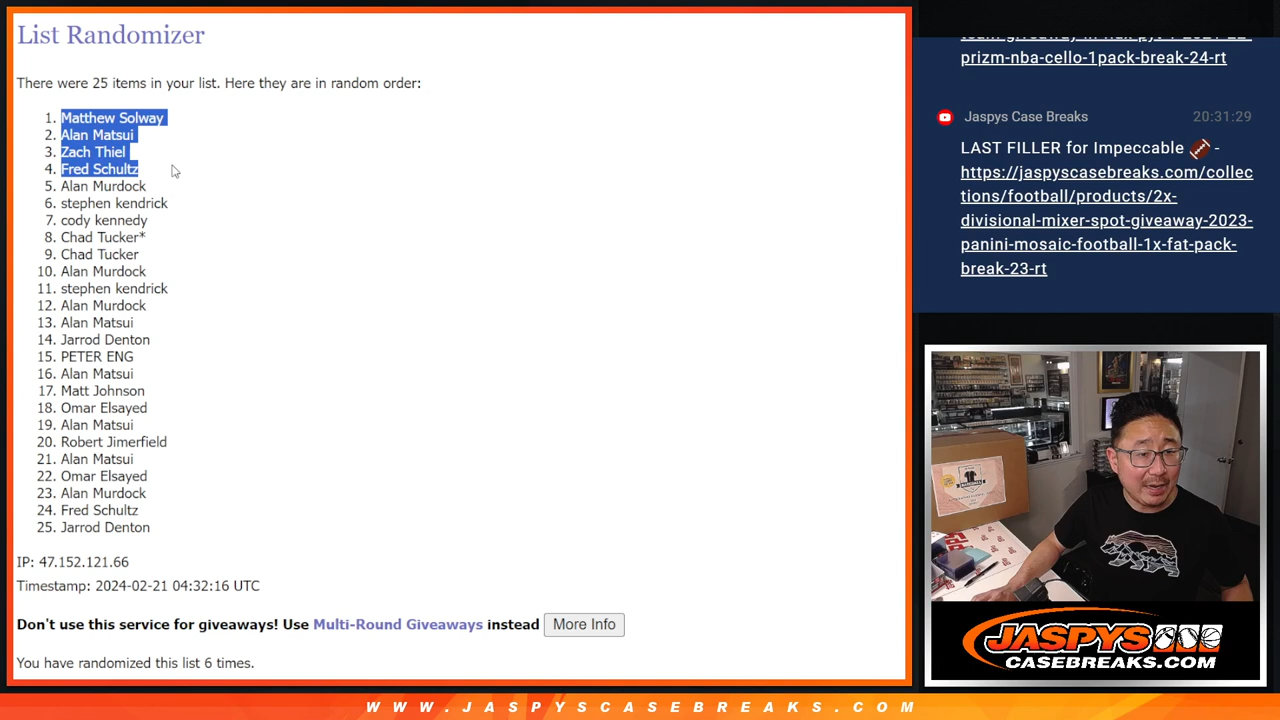 List Randomizer
There were 25 items in your list. Here they are in random order:
1. Matthew Solway
2. Alan Matsui
3. Zach Thiel
4. Fred Schultz
5. Alan Murdock
6. stephen kendrick
7. cody kennedy
8. Chad Tucker*
9. Chad Tucker
10. Alan Murdock
11. stephen kendrick
12. Alan Murdock
13. Alan Matsui
14. Jarrod Denton
15. PETER ENG
16. Alan Matsui
17. Matt Johnson
18. Omar Elsayed
19. Alan Matsui
20. Robert Jimerfield
21. Alan Matsui
22. Omar Elsayed
23. Alan Murdock
24. Fred Schultz
25. Jarrod Denton
IP: 47.152.121.66
Timestamp: 2024-02-21 04:32:16 UTC
Don't use this service for giveaways! Use Multi-Round Giveaways instead More Info
You have randomized this list 6 times.
prizm-nba-cello-1pack-break-24-rt
Jaspys Case Breaks 20:31:29
LAST FILLER for Impeccable 🏈 -
https://jaspyscasebreaks.com/collec
tions/football/products/2x-
divisional-mixer-spot-giveaway-2023-
panini-mosaic-football-1x-fat-pack-
break-23-rt
JASPYS
CASEBREAKS.COM
WWW.JASPYSCASEBREAKS.COM